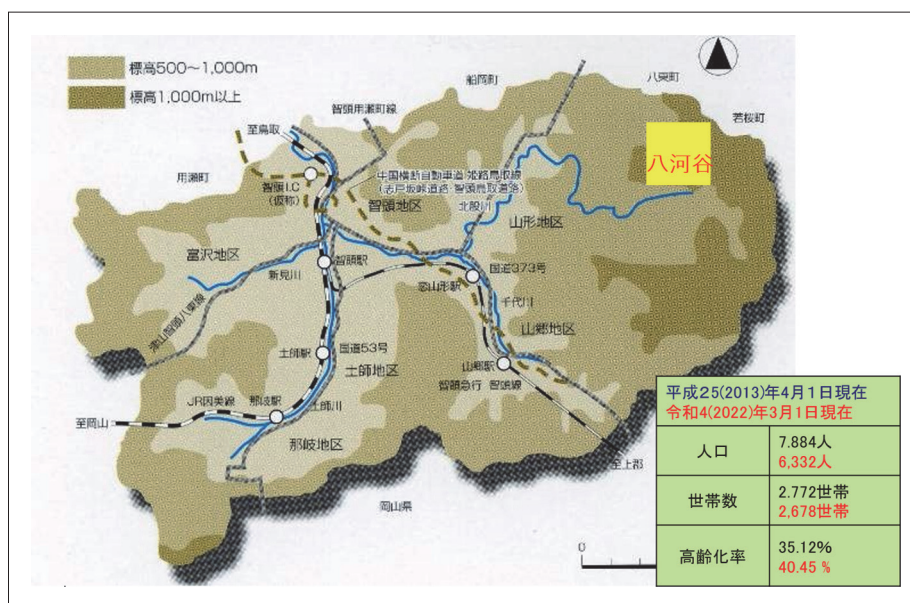 標高500～1,000m
標高1,000m以上
船岡町
八東町
若桜町
智頭用瀬町線
至鳥取
用瀬町
智頭I.C
(仮称)
中国横断自動車道 姫路鳥取線
(志戸坂峠道路・智頭鳥取道路)
智頭地区
北股川
八河谷
山形地区
富沢地区
新見川
智頭駅
国道373号
恋山形駅
千代川
津山智頭八東線
山郷地区
土師駅
国道53号
土師地区
山郷駅
智頭急行 智頭線
JR因美線
那岐駅
土師川
至岡山
那岐地区
至上郡
岡山県
0
平成25(2013)年4月1日現在
令和4(2022)年3月1日現在
人口
7.884人
6,332人
世帯数
2.772世帯
2,678世帯
高齢化率
35.12%
40.45 %